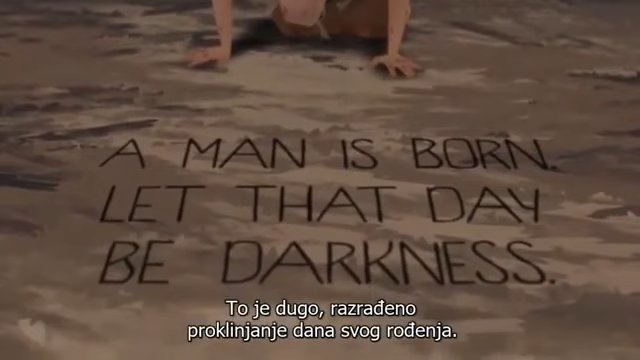 A MAN IS BORN.
LET THAT DAY
BE DARKNESS.
To je dugo, razrađeno
proklinjanje dana svog rođenja.